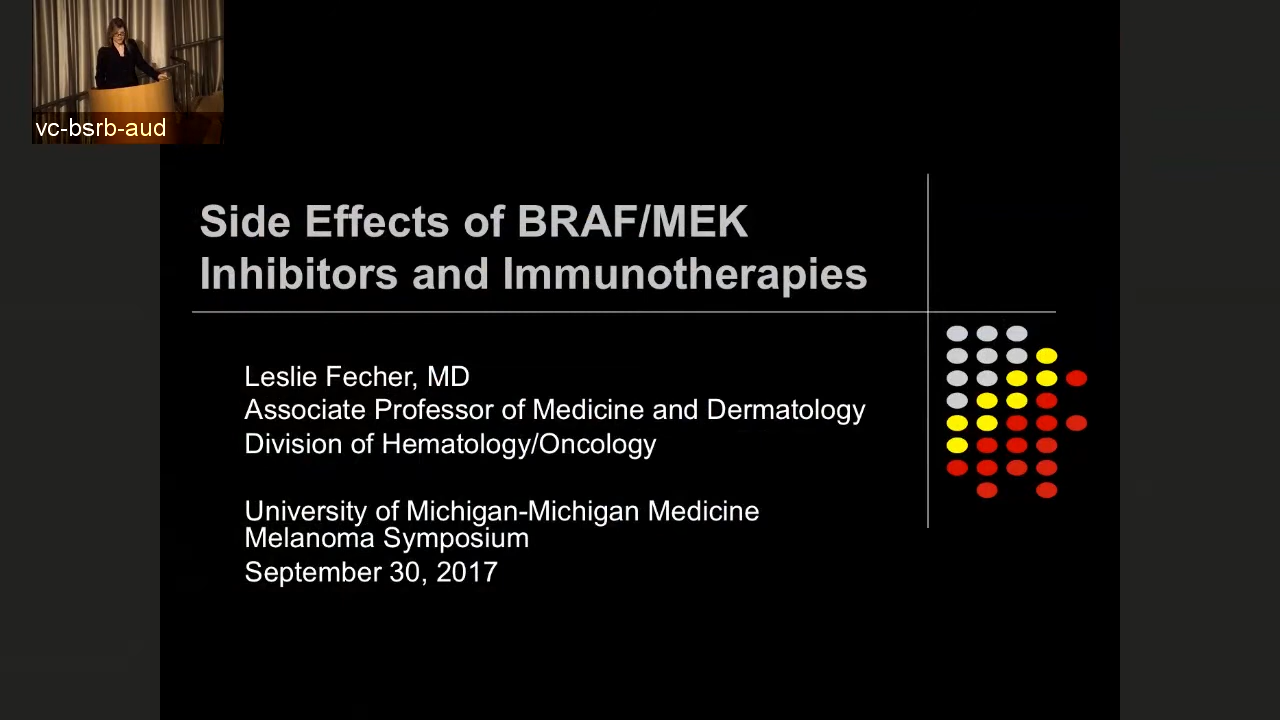 vc-bsrb-aud
Side Effects of BRAF/MEK
Inhibitors and Immunotherapies
Leslie Fecher, MD
Associate Professor of Medicine and Dermatology
Division of Hematology/Oncology
University of Michigan-Michigan Medicine
Melanoma Symposium
September 30, 2017